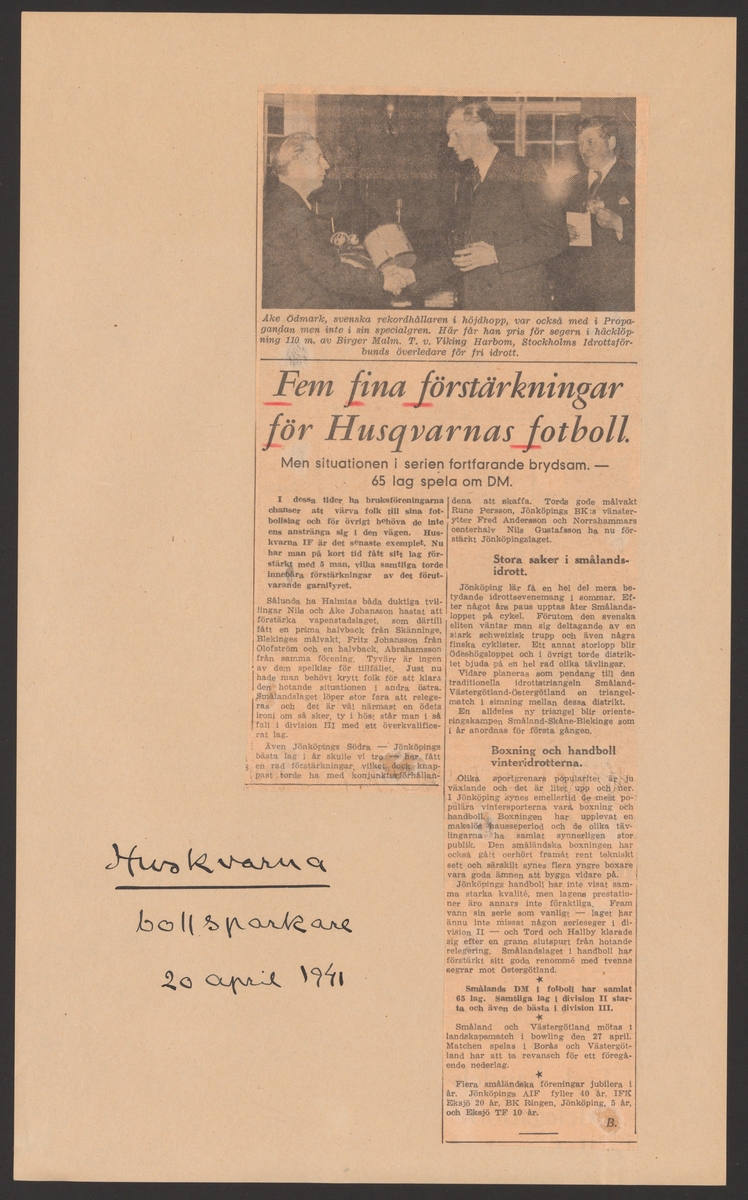 Åke Ödmark, svenska rekordhållaren i höjdhopp, var också med i Propa-
gandan men inte i sin specialgren. Här får han pris för segern i häcklöp-
ning 110 m. av Birger Malm. T. v. Viking Harbom, Stockholms Idrottsför-
bunds överledare för fri idrott.
Fem fina förstärkningar
för Husqvarnas fotboll.
Men situationen i serien fortfarande brydsam. —
65 lag spela om DM.
I dessa tider ha bruksföreningarna
chanser att värva folk till sina fot-
bollslag och för övrigt behöva de inte
ens anstränga sig i den vägen. Hus-
kvarna IF är det senaste exemplet. Nu
har man på kort tid fått sitt lag för-
stärkt med 5 man, vilka samtliga torde
innebära förstärkningar av det förut-
varande garnityret.
Sålunda ha Halmias båda duktiga tvil-
lingar Nils och Åke Johansson hastat att
förstärka vapenstadslaget, som därtill
fått en prima halvback från Skänninge,
Blekinges målvakt, Fritz Johansson från
Olofström och en halvback, Abrahamsson
från samma förening. Tyvärr är ingen
av dem spelklar för tillfället. Just nu
hade man behövt krytt folk för att klara
den hotande situationen i andra östra.
Smålandslaget löper stor fara att relege-
ras och det är väl närmast en ödets
ironi om så sker, ty i höst står man i så
fall i division III med ett överkvalifice-
rat lag.
Även Jönköpings Södra — Jönköpings
bästa lag i år skulle vi tro — har fått
en rad förstärkningar, vilket dock knap-
past torde ha med konjunkturförhållan-
dena att skaffa. Tords gode målvakt
Rune Persson, Jönköpings BK:s vänster-
ytter Fred Andersson och Norrahammars
centerhalv Nils Gustafsson ha nu för-
stärkt Jönköpingslaget.
Stora saker i smålands-
idrott.
Jönköping lär få en hel del mera be-
tydande idrottsevenemang i sommar. Ef-
ter något års paus upptas åter Smålands-
loppet på cykel. Förutom den svenska
eliten väntar man sig deltagande av en
stark schweizisk trupp och även några
finska cyklister. Ett annat storlopp blir
Ödeshögsloppet och i övrigt torde distrik-
tet bjuda på en hel rad olika tävlingar.
Vidare planeras som pendang till den
traditionella idrottstriangeln Småland-
Västergötland-Östergötland en triangel-
match i simning mellan dessa distrikt.
En alldeles ny triangel blir oriente-
ringskampen Småland-Skåne-Blekinge som
i år anordnas för första gången.
Boxning och handboll
vinteridrotterna.
Olika sportgrenars popularitet är ju
växlande och det är litet upp och ner.
I Jönköping synes emellertid de mest po-
pulära vintersporterna vara boxning och
handboll. Boxningen har upplevat en
makalös hausseperiod och de olika täv-
lingarna ha samlat synnerligen stor
publik. Den småländska boxningen har
också gått oerhört framåt rent tekniskt
sett och särskilt synes flera yngre boxare
vara goda ämnen att bygga vidare på.
Jönköpings handboll har inte visat sam-
ma starka kvalité, men lagens prestatio-
ner äro annars inte föraktliga. Fram
vann sin serie som vanligt — laget har
ännu inte missat någon serieseger i di-
vision II — och Tord och Hallby klarade
sig efter en grann slutspurt från hotande
relegering. Smålandslaget i handboll har
förstärkt sitt goda renommé med tvenne
segrar mot Östergötland.
★
Smålands DM i fotboll har samlat
65 lag. Samtliga lag i division II star-
ta och även de bästa i division III.
★
Småland och Västergötland mötas i
landskapsmatch i bowling den 27 april.
Matchen spelas i Borås och Västergöt-
land har att ta revansch för ett föregå-
ende nederlag.
★
Flera småländska föreningar jubilera i
år. Jönköpings AIF fyller 40 år, IFK
Eksjö 20 år, BK Ringen, Jönköping, 5 år,
och Eksjö TF 10 år.
B.
Huskvarna
bollsparkare
20 april 1941